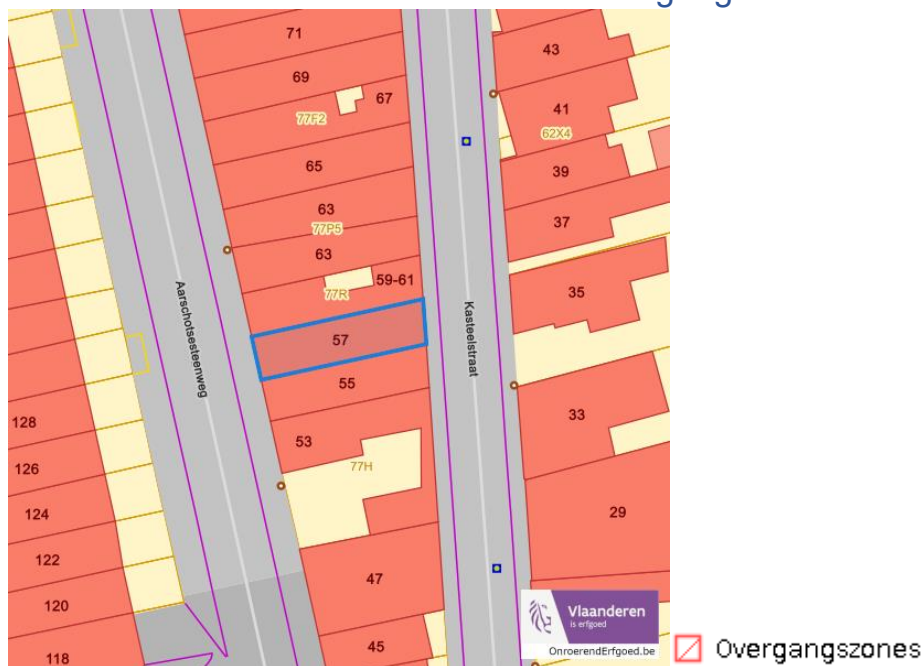 71
43
69
67
77F2
41
62X4
65
39
63
37
77P5
63
59-61
77R
35
Aarschotsesteenweg
Kasteelstraat
57
55
128
53
33
126
77H
124
29
122
47
120
45
118
Vlaanderen
is erfgoed
OnroerendErfgoed.be
Overgangszones